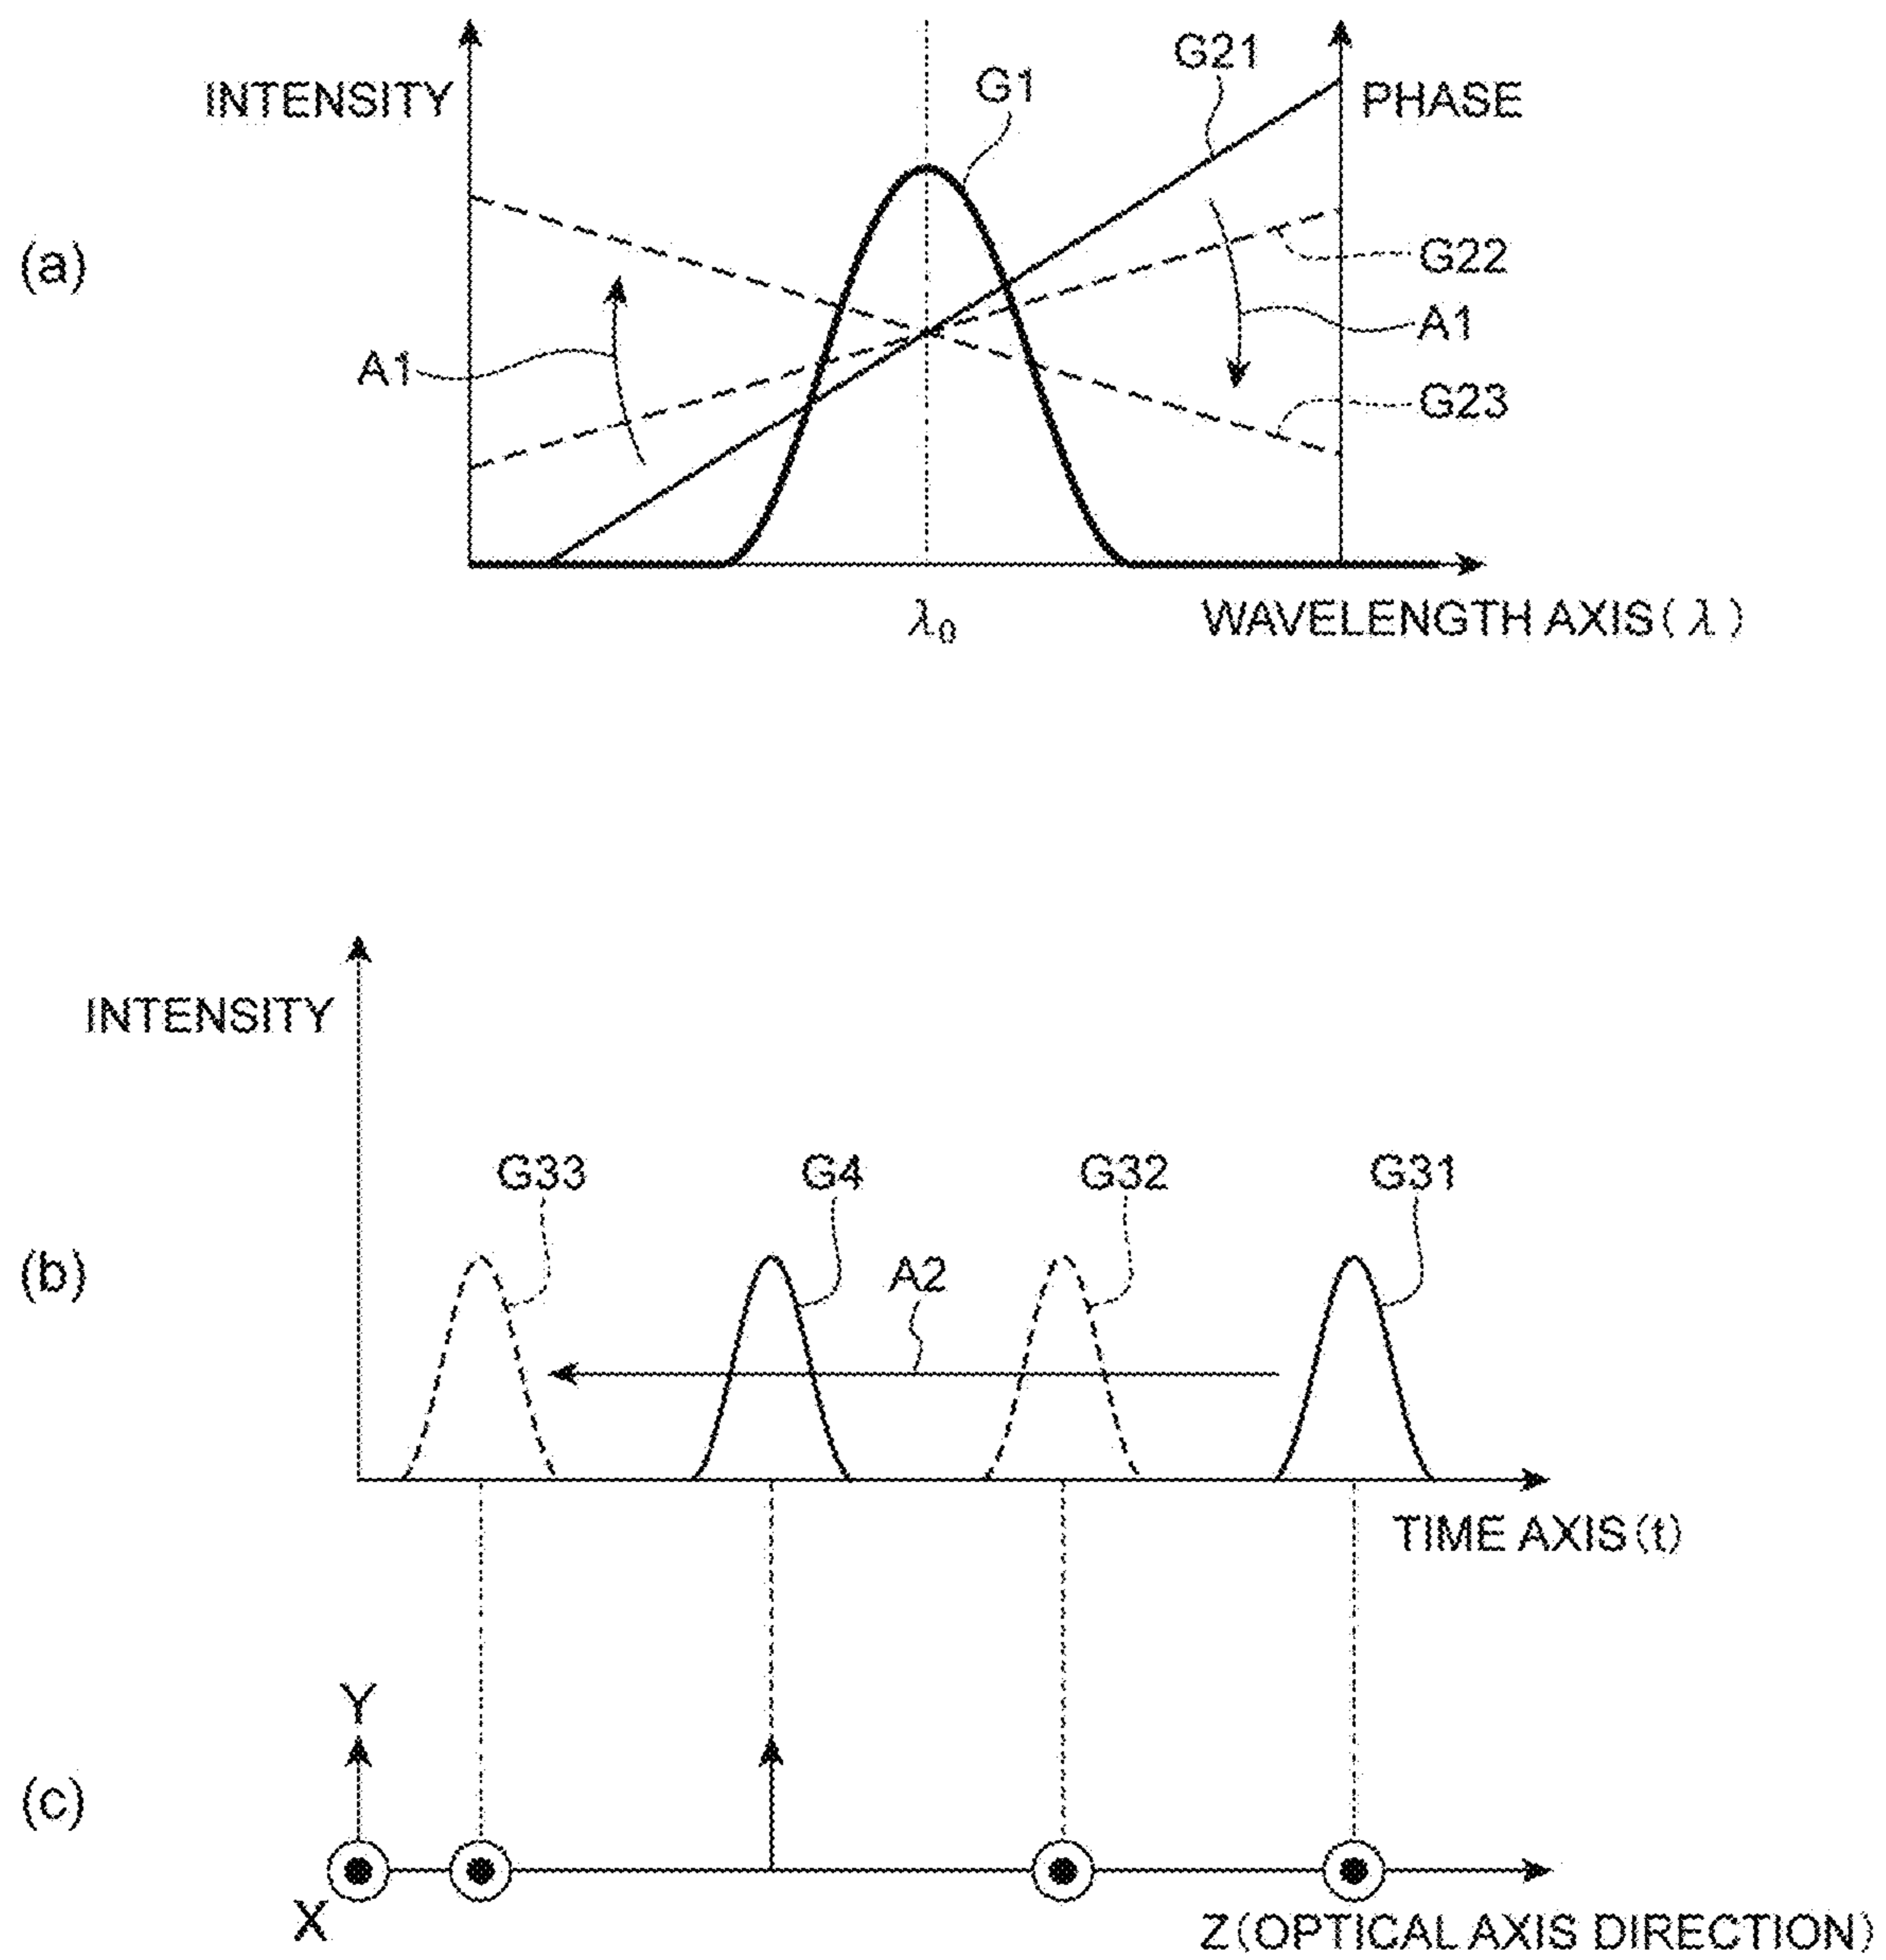 INTENSITY
G1
G21
PHASE
(a)
G22
A1
A1
G23
λ0
WAVELENGTH AXIS(λ)
INTENSITY
G33
G4
G32
G31
(b)
A2
TIME AXIS(t)
Y
(c)
X
Z(OPTICAL AXIS DIRECTION)